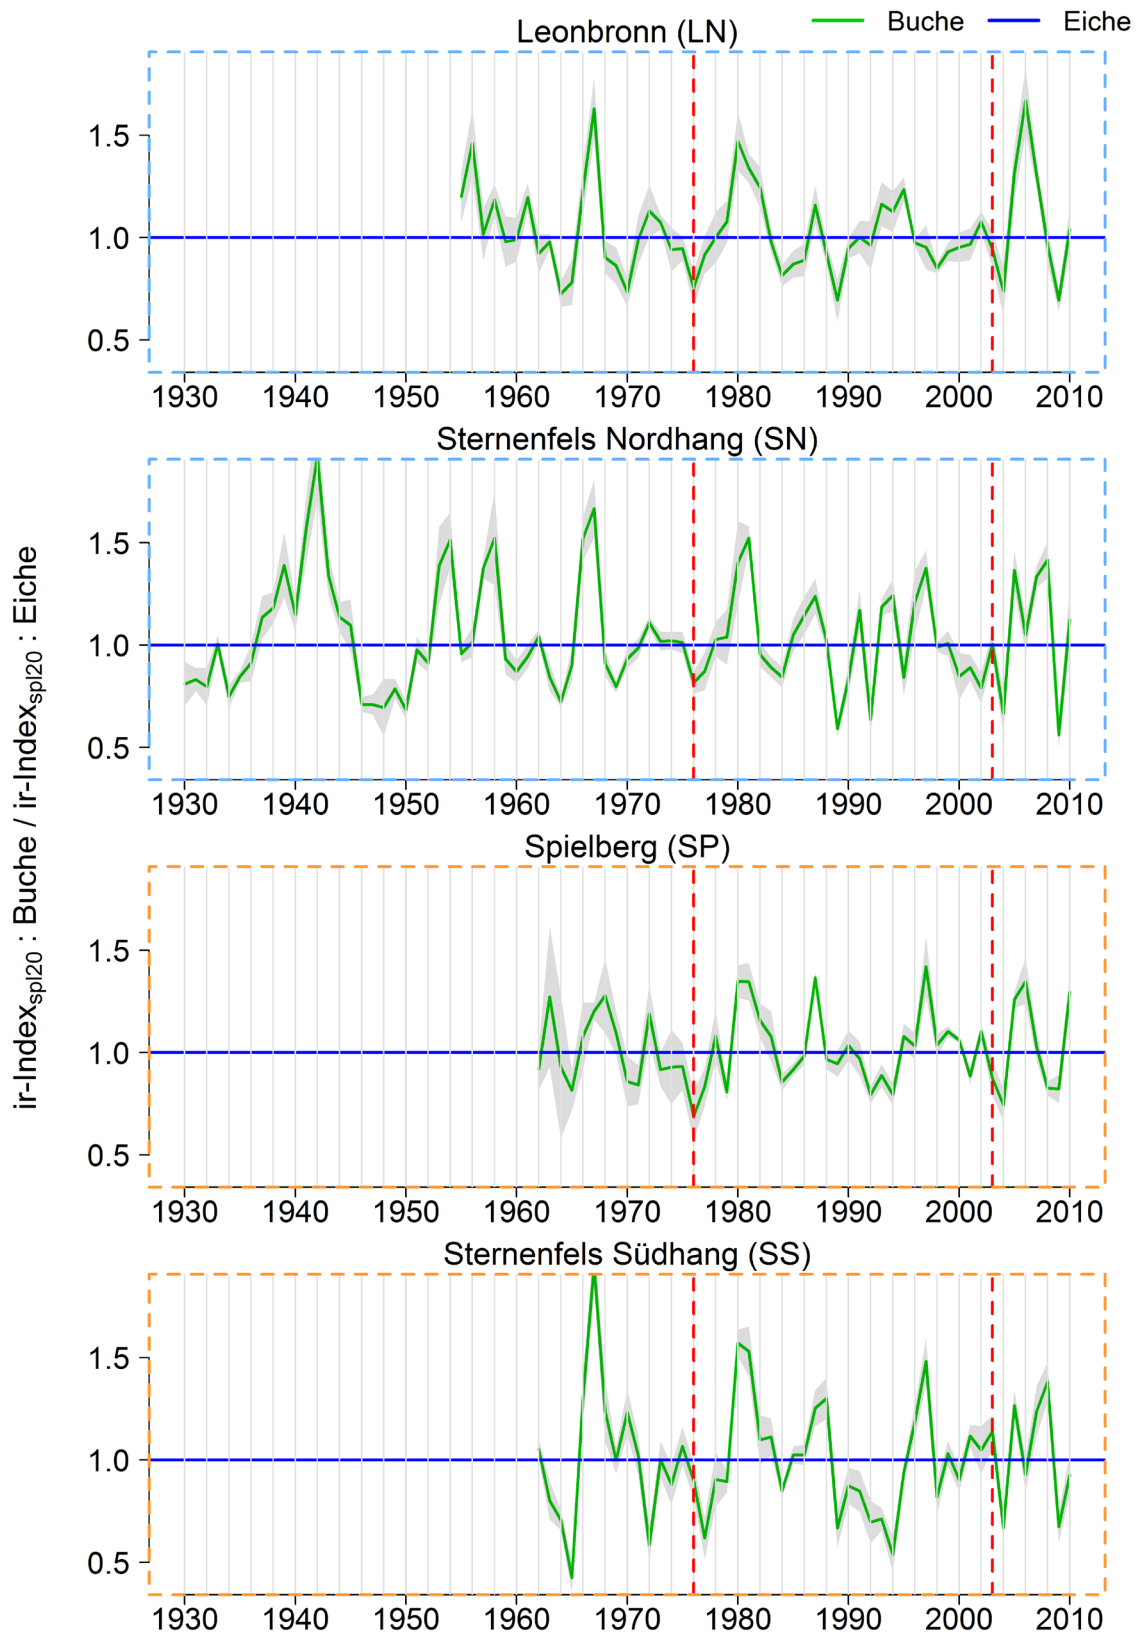 Leonbronn (LN)
Buche Eiche
1.5
1.0
0.5
1930 1940 1950 1960 1970 1980 1990 2000 2010
Sternenfels Nordhang (SN)
1.5
1.0
0.5
1930 1940 1950 1960 1970 1980 1990 2000 2010
ir-Index_spl20 : Buche / ir-Index_spl20 : Eiche
Spielberg (SP)
1.5
1.0
0.5
1930 1940 1950 1960 1970 1980 1990 2000 2010
Sternenfels Südhang (SS)
1.5
1.0
0.5
1930 1940 1950 1960 1970 1980 1990 2000 2010